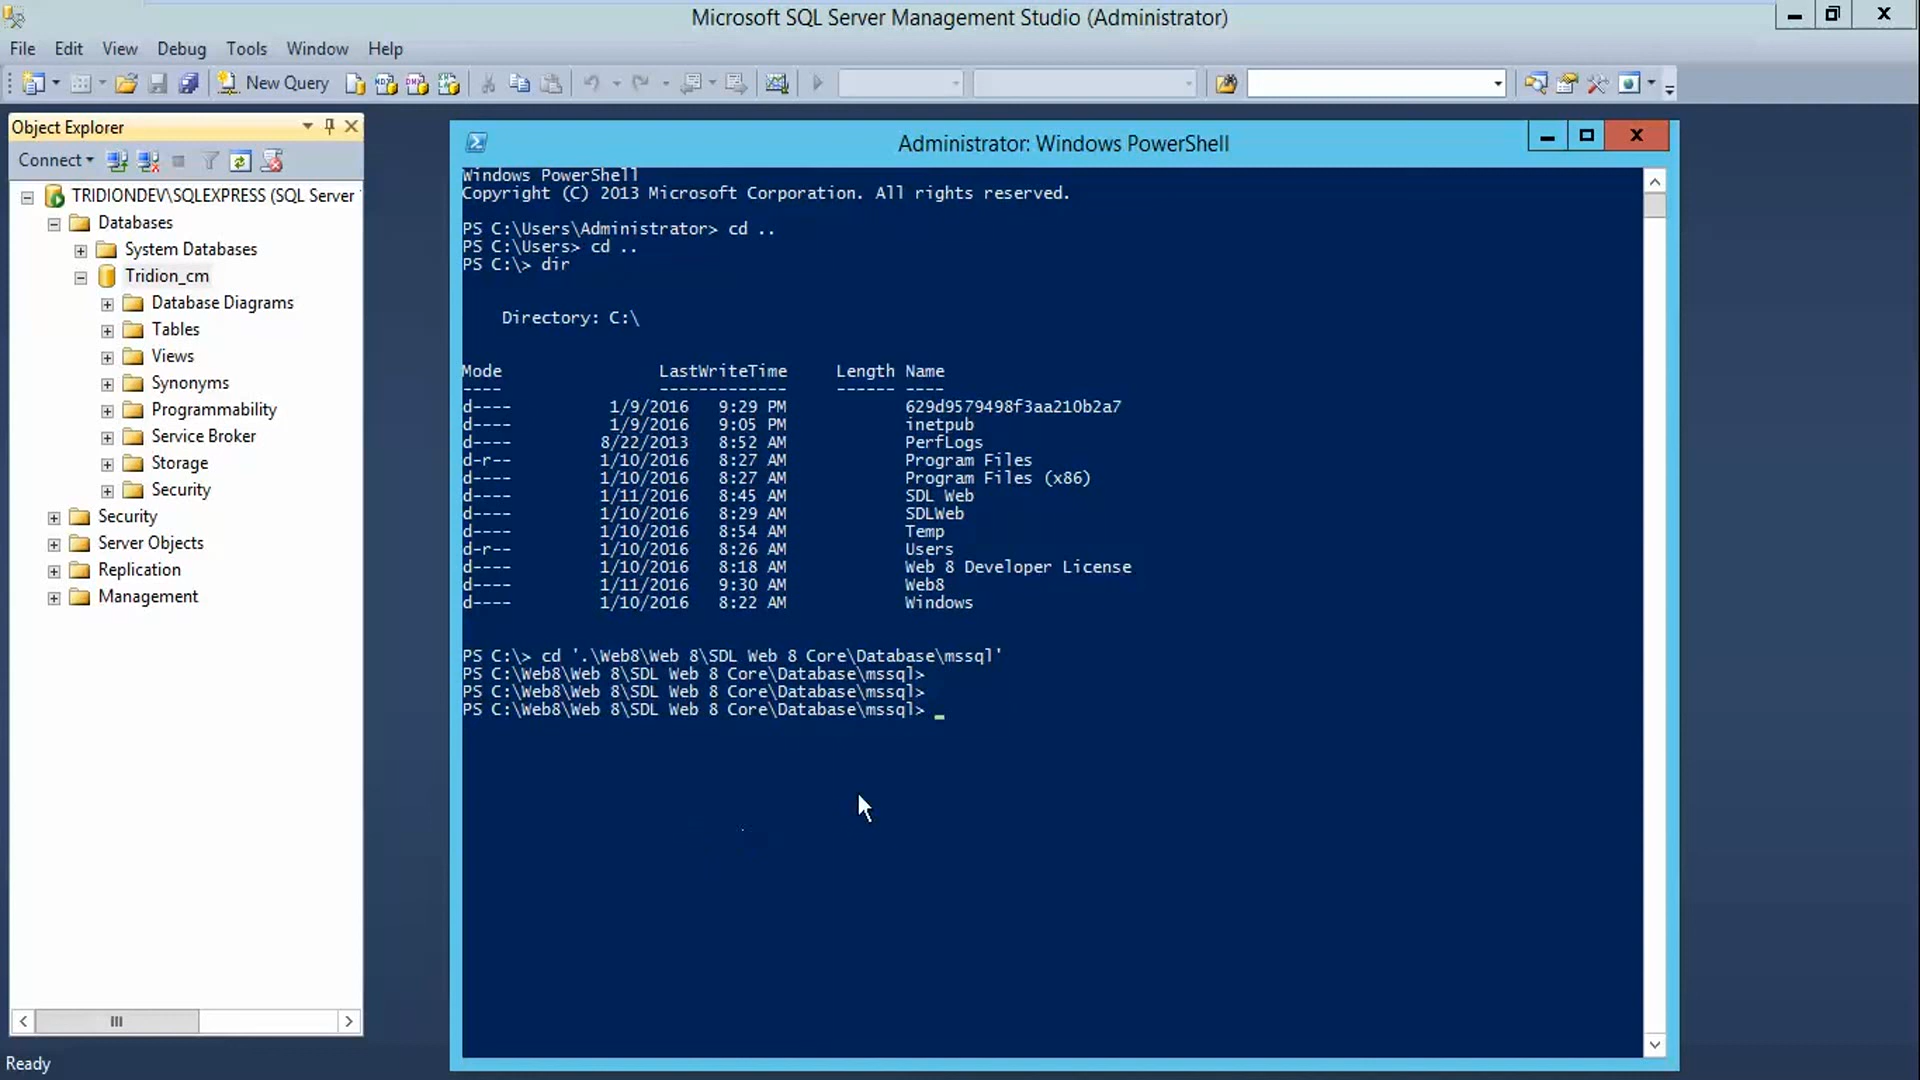 Microsoft SQL Server Management Studio (Administrator)
File Edit View Debug Tools Window Help
New Query
Object Explorer
Connect
TRIDIONDEV\SQLEXPRESS (SQL Server
Databases
System Databases
Tridion_cm
Database Diagrams
Tables
Views
Synonyms
Programmability
Service Broker
Storage
Security
Security
Server Objects
Replication
Management
Ready
Administrator: Windows PowerShell
Windows PowerShell
Copyright (C) 2013 Microsoft Corporation. All rights reserved.
PS C:\Users\Administrator> cd ..
PS C:\Users> cd ..
PS C:\> dir
Directory: C:\
Mode LastWriteTime Length Name
---- ------------- ------ ----
d---- 1/9/2016 9:29 PM 629d9579498f3aa210b2a7
d---- 1/9/2016 9:05 PM inetpub
d---- 8/22/2013 8:52 AM PerfLogs
d-r-- 1/10/2016 8:27 AM Program Files
d---- 1/10/2016 8:27 AM Program Files (x86)
d---- 1/11/2016 8:45 AM SDL Web
d---- 1/10/2016 8:29 AM SDLWeb
d---- 1/10/2016 8:54 AM Temp
d-r-- 1/10/2016 8:26 AM Users
d---- 1/10/2016 8:18 AM Web 8 Developer License
d---- 1/11/2016 9:30 AM Web8
d---- 1/10/2016 8:22 AM Windows
PS C:\> cd '.\Web8\Web 8\SDL Web 8 Core\Database\mssql'
PS C:\Web8\Web 8\SDL Web 8 Core\Database\mssql>
PS C:\Web8\Web 8\SDL Web 8 Core\Database\mssql>
PS C:\Web8\Web 8\SDL Web 8 Core\Database\mssql> _